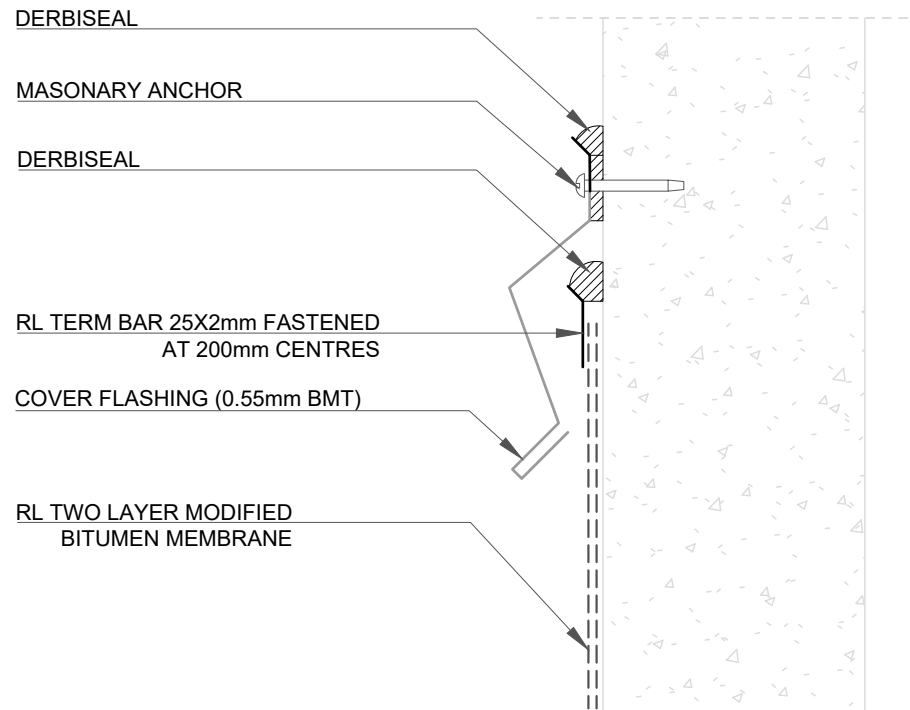 DERBISEAL
MASONARY ANCHOR
DERBISEAL
RL TERM BAR 25X2mm FASTENED
AT 200mm CENTRES
COVER FLASHING (0.55mm BMT)
RL TWO LAYER MODIFIED
BITUMEN MEMBRANE